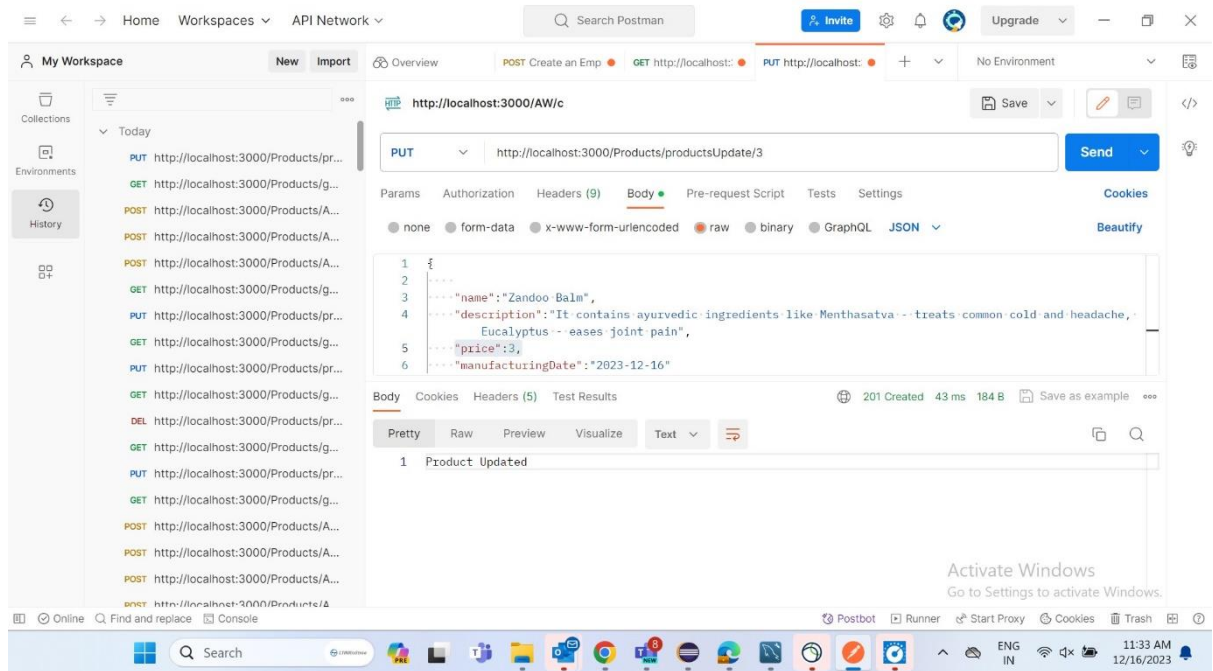 Home Workspaces API Network Search Postman Invite Upgrade
My Workspace New Import Overview POST Create an Emp GET http://localhost: PUT http://localhost: No Environment
Collections
Environments
History
Today
PUT http://localhost:3000/Products/pr...
GET http://localhost:3000/Products/g...
POST http://localhost:3000/Products/A...
POST http://localhost:3000/Products/A...
POST http://localhost:3000/Products/A...
GET http://localhost:3000/Products/g...
PUT http://localhost:3000/Products/pr...
GET http://localhost:3000/Products/g...
PUT http://localhost:3000/Products/pr...
GET http://localhost:3000/Products/g...
DEL http://localhost:3000/Products/pr...
GET http://localhost:3000/Products/g...
PUT http://localhost:3000/Products/pr...
GET http://localhost:3000/Products/g...
POST http://localhost:3000/Products/A...
POST http://localhost:3000/Products/A...
POST http://localhost:3000/Products/A...
POST http://localhost:3000/Products/A
HTTP http://localhost:3000/AW/c Save
PUT http://localhost:3000/Products/productsUpdate/3 Send
Params Authorization Headers (9) Body Pre-request Script Tests Settings Cookies
none form-data x-www-form-urlencoded raw binary GraphQL JSON Beautify
1 {
2
3 "name":"Zandoo Balm",
4 "description":"It contains ayurvedic ingredients like Menthasatva - treats common cold and headache,
Eucalyptus - eases joint pain",
5 "price":3,
6 "manufacturingDate":"2023-12-16"
Body Cookies Headers (5) Test Results 201 Created 43 ms 184 B Save as example
Pretty Raw Preview Visualize Text
1 Product Updated
Activate Windows
Go to Settings to activate Windows.
Online Find and replace Console Postbot Runner Start Proxy Cookies Trash
Search PRE NEW 8 ENG 11:33 AM
IN 12/16/2023